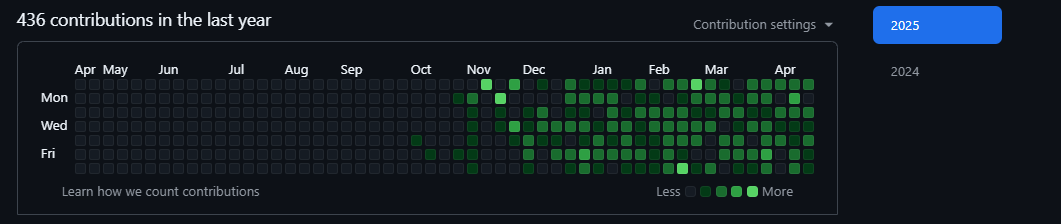 436 contributions in the last year
Contribution settings
2025
2024
Apr May Jun Jul Aug Sep Oct Nov Dec Jan Feb Mar Apr
Mon
Wed
Fri
Learn how we count contributions
Less More